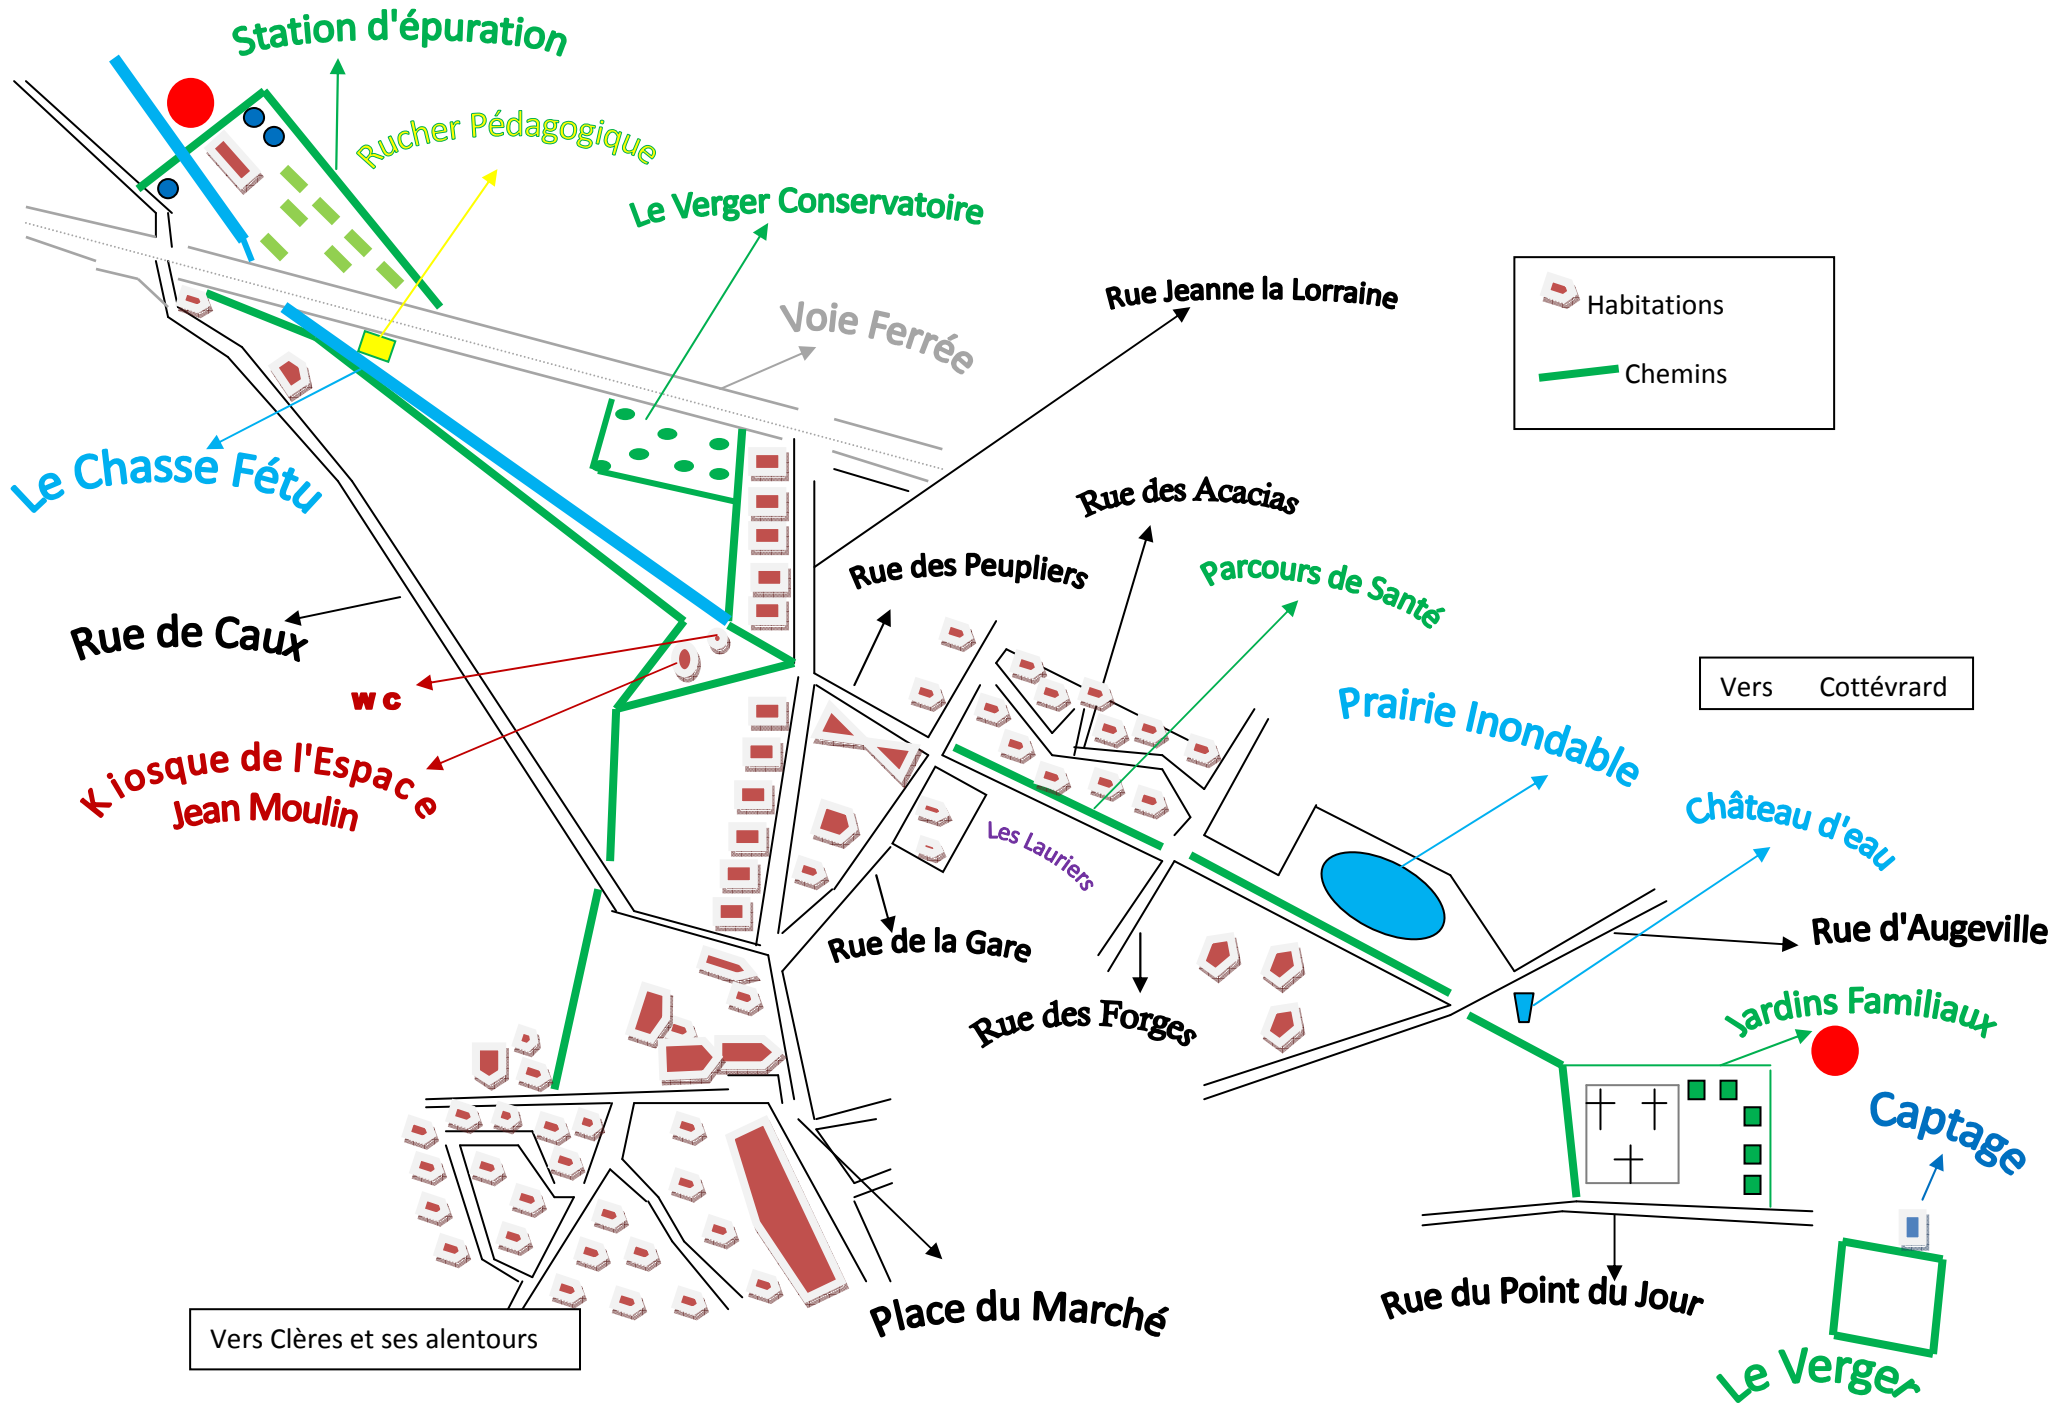 Station d'épuration
Rucher Pédagogique
Le Verger Conservatoire
Rue Jeanne la Lorraine
Habitations
Voie Ferrée
Chemins
Le Chasse Fétu
Rue des Acacias
Rue des Peupliers
Parcours de Santé
Rue de Caux
wc
Vers Cottévrard
Prairie Inondable
Kiosque de l'Espace
Jean Moulin
Château d'eau
Les Lauriers
Rue de la Gare
Rue d'Augeville
Rue des Forges
Jardins Familiaux
Captage
Place du Marché
Rue du Point du Jour
Vers Clères et ses alentours
Le Verger